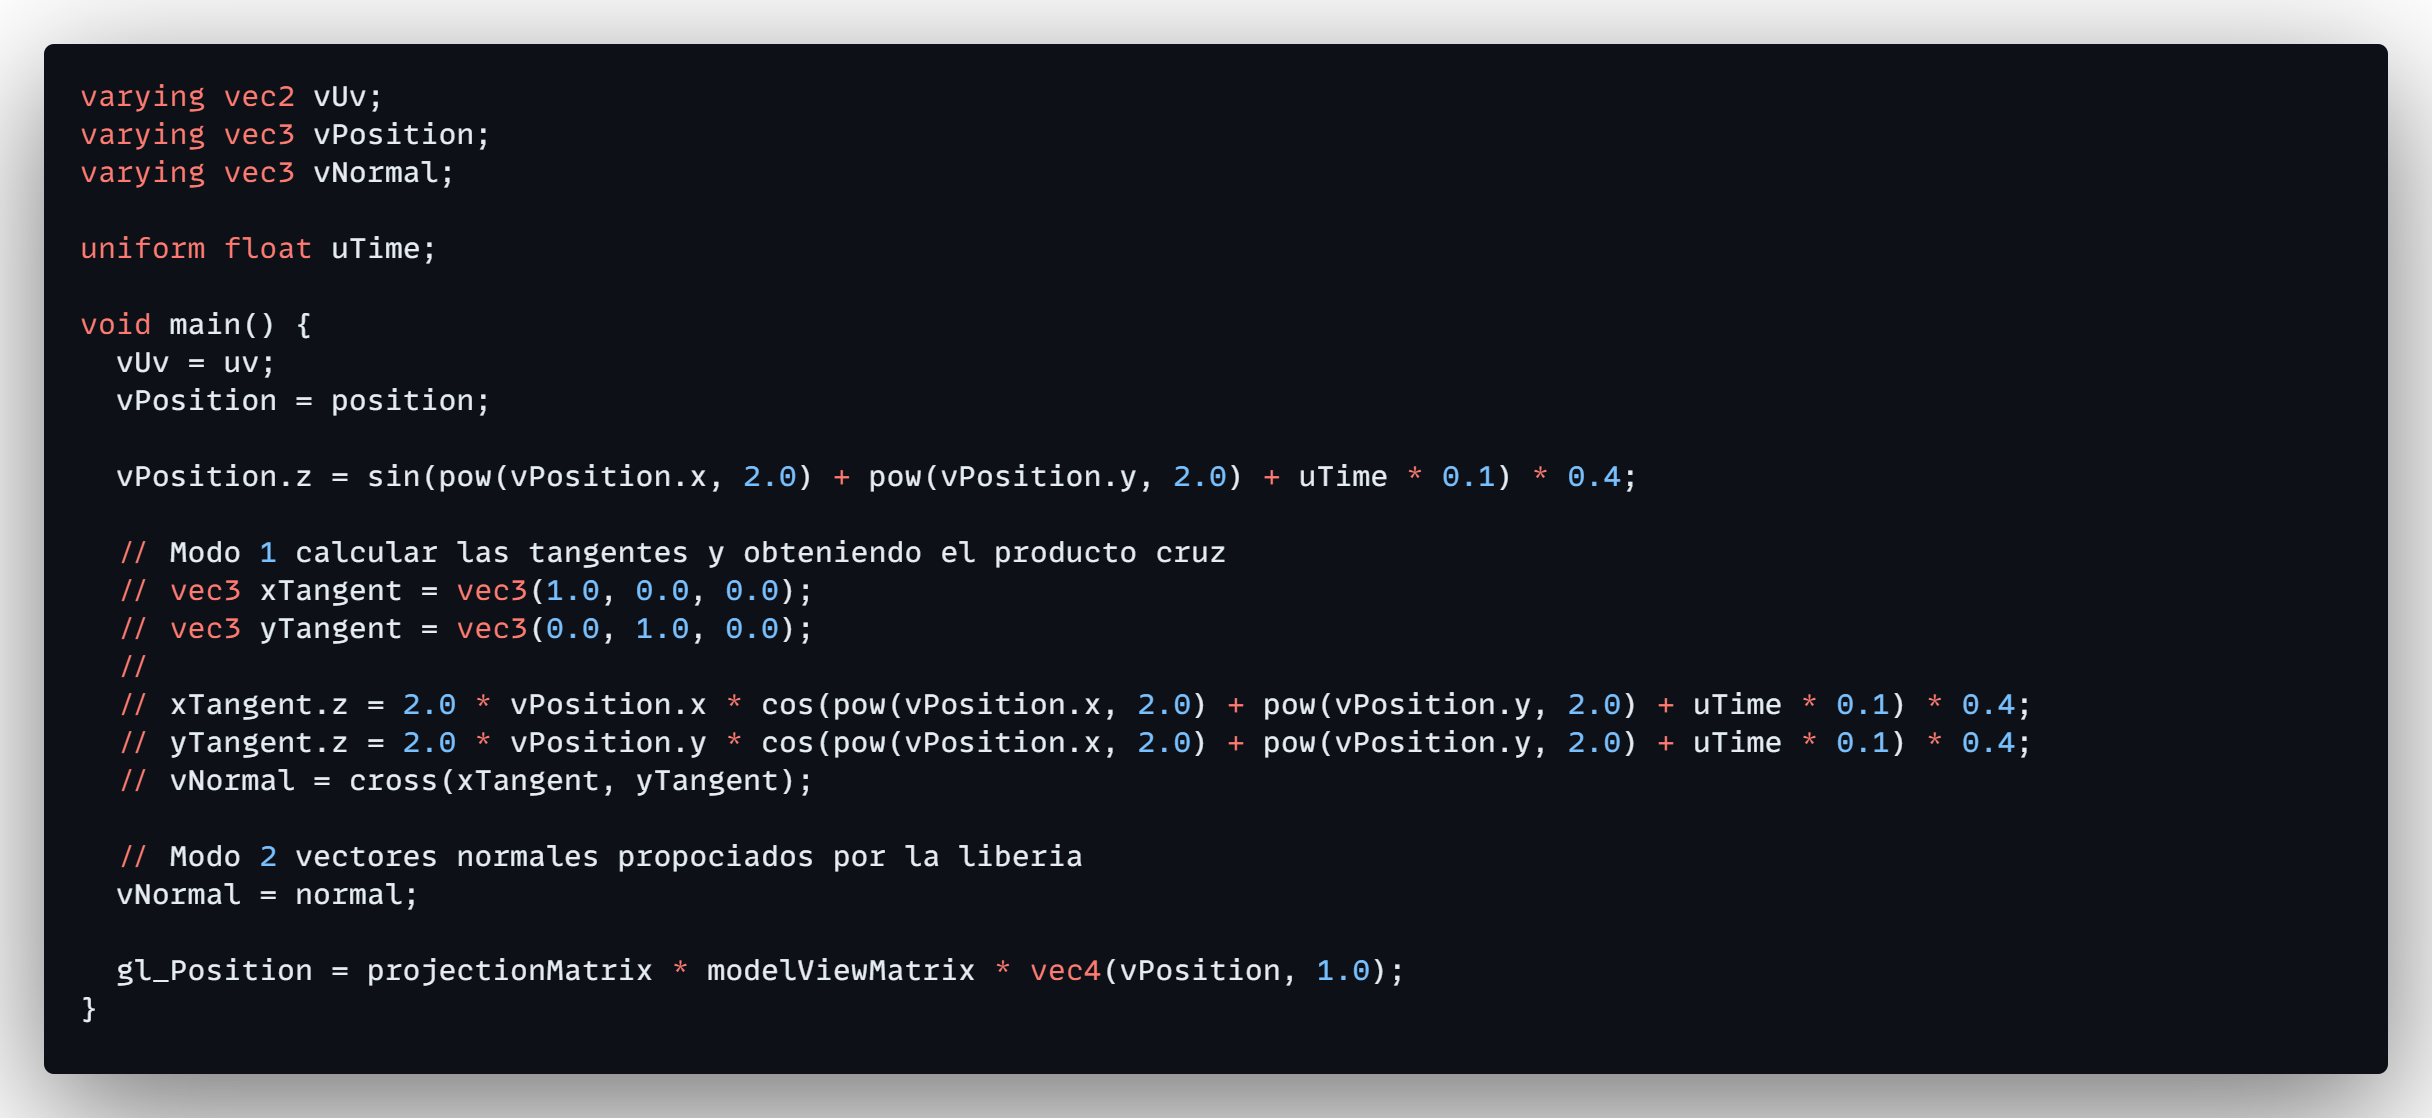 varying vec2 vUv;
varying vec3 vPosition;
varying vec3 vNormal;
uniform float uTime;
void main() {
vUv = uv;
vPosition = position;
vPosition.z = sin(pow(vPosition.x, 2.0) + pow(vPosition.y, 2.0) + uTime * 0.1) * 0.4;
// Modo 1 calcular las tangentes y obteniendo el producto cruz
// vec3 xTangent = vec3(1.0, 0.0, 0.0);
// vec3 yTangent = vec3(0.0, 1.0, 0.0);
//
// xTangent.z = 2.0 * vPosition.x * cos(pow(vPosition.x, 2.0) + pow(vPosition.y, 2.0) + uTime * 0.1) * 0.4;
// yTangent.z = 2.0 * vPosition.y * cos(pow(vPosition.x, 2.0) + pow(vPosition.y, 2.0) + uTime * 0.1) * 0.4;
// vNormal = cross(xTangent, yTangent);
// Modo 2 vectores normales propociados por la liberia
vNormal = normal;
gl_Position = projectionMatrix * modelViewMatrix * vec4(vPosition, 1.0);
}